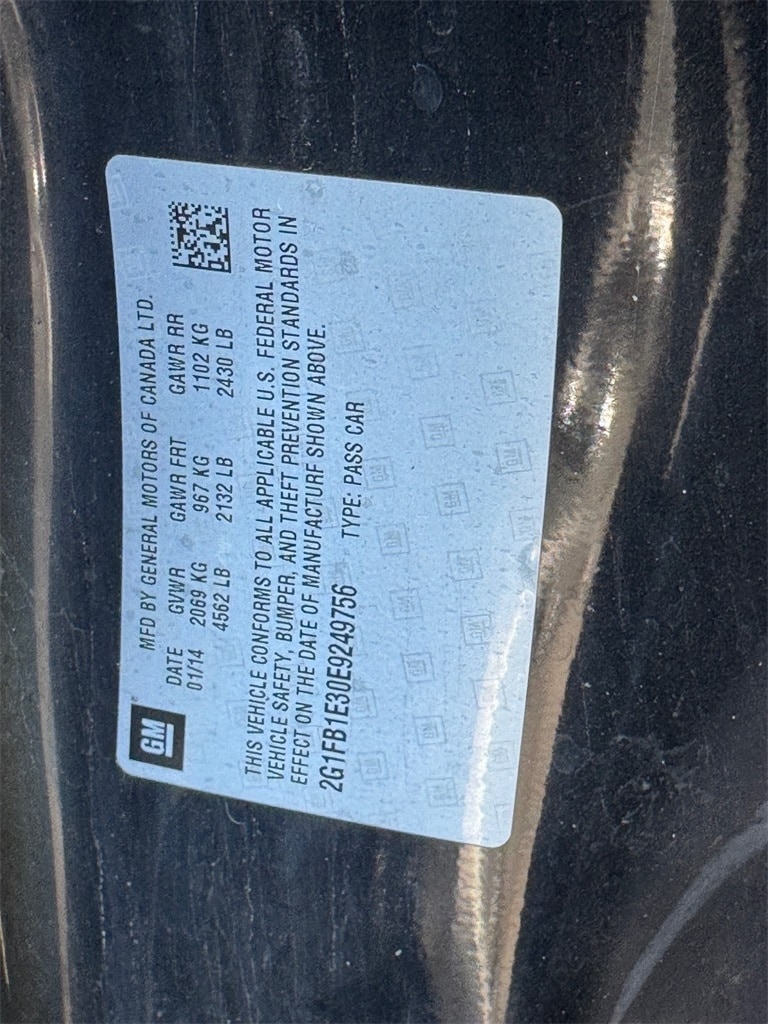 GM
MFD BY GENERAL MOTORS OF CANADA LTD.
DATE GVWR GAWR FRT GAWR RR
01/14 2069 KG 967 KG 1102 KG
4562 LB 2132 LB 2430 LB
THIS VEHICLE CONFORMS TO ALL APPLICABLE U.S. FEDERAL MOTOR
VEHICLE SAFETY, BUMPER, AND THEFT PREVENTION STANDARDS IN
EFFECT ON THE DATE OF MANUFACTURF SHOWN ABOVE.
2G1FB1E30E9249756 TYPE: PASS CAR